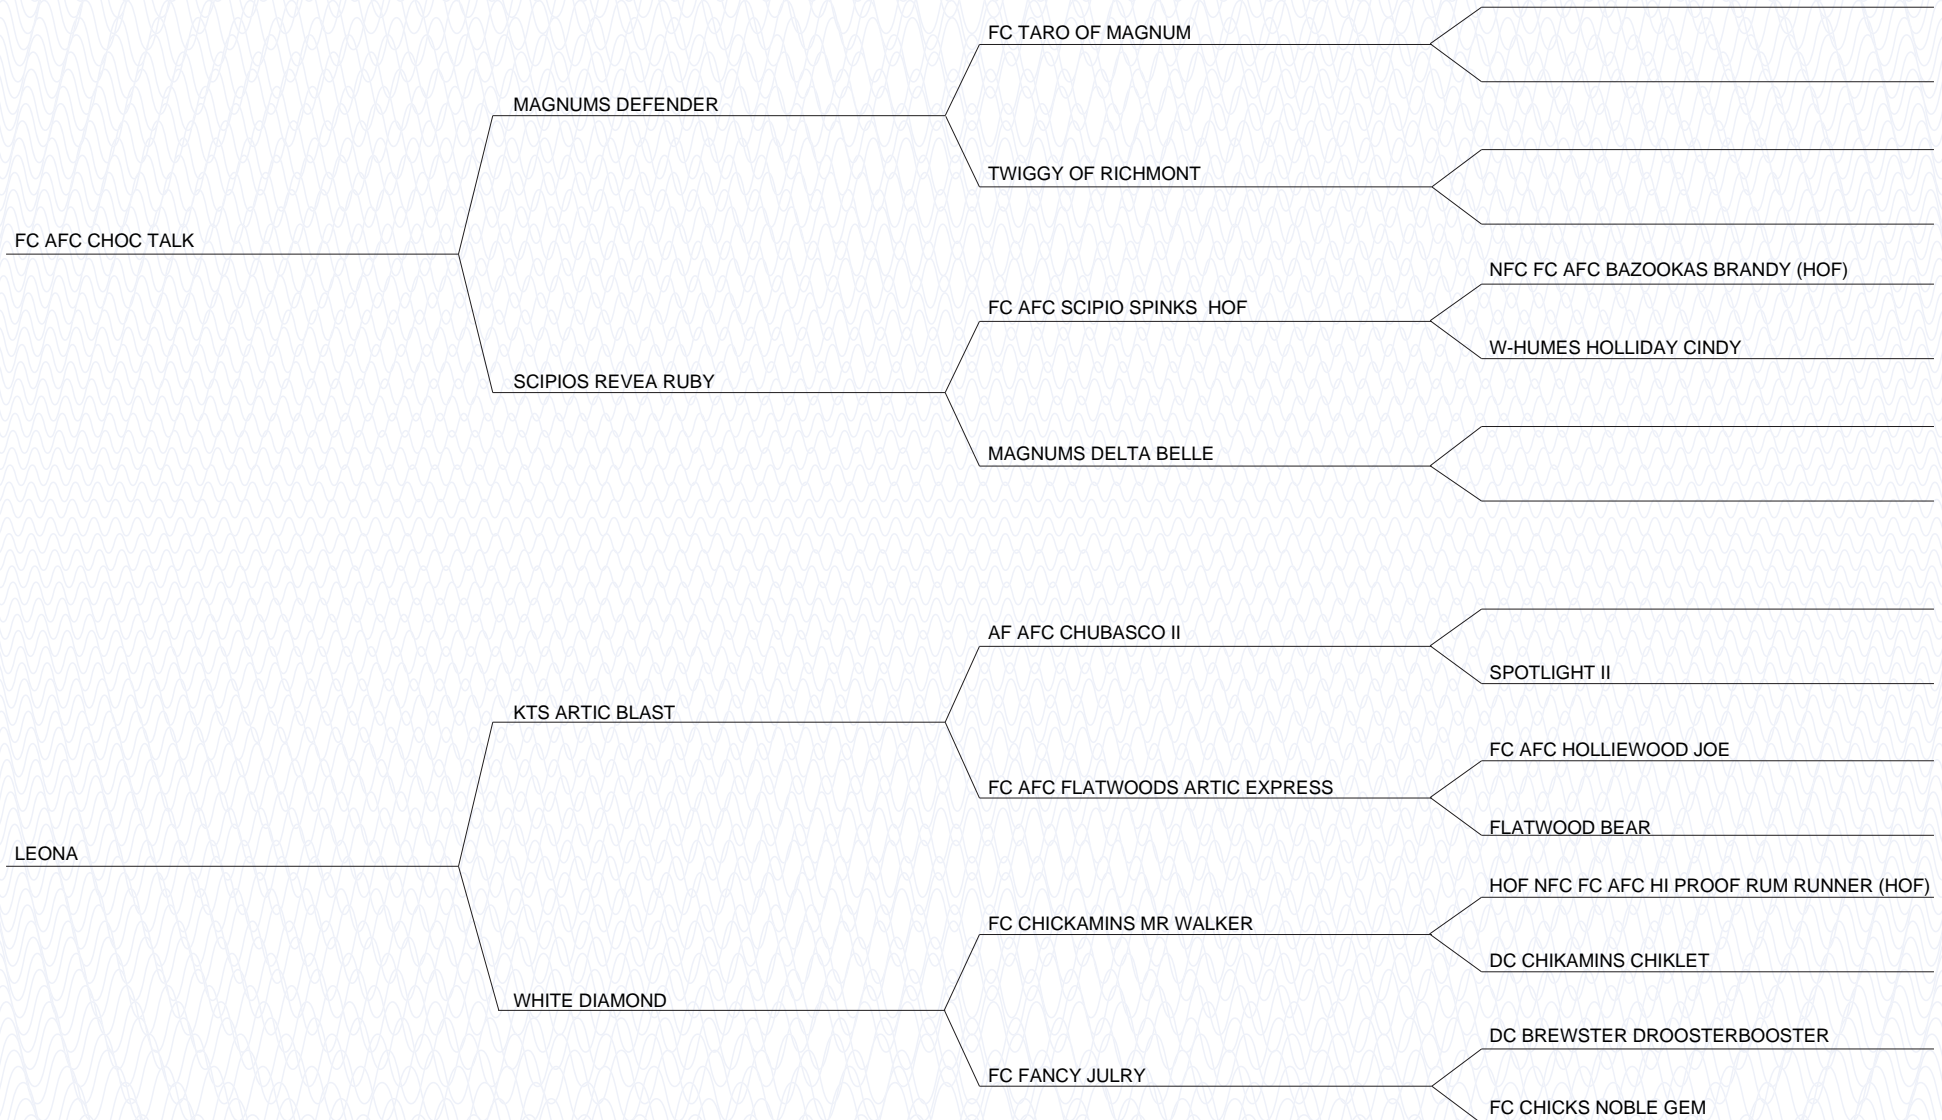 FC TARO OF MAGNUM
MAGNUMS DEFENDER
TWIGGY OF RICHMONT
FC AFC CHOC TALK
NFC FC AFC BAZOOKAS BRANDY (HOF)
FC AFC SCIPIO SPINKS  HOF
W-HUMES HOLLIDAY CINDY
SCIPIOS REVEA RUBY
MAGNUMS DELTA BELLE
AF AFC CHUBASCO II
SPOTLIGHT II
KTS ARTIC BLAST
FC AFC HOLLIEWOOD JOE
FC AFC FLATWOODS ARTIC EXPRESS
FLATWOOD BEAR
LEONA
HOF NFC FC AFC HI PROOF RUM RUNNER (HOF)
FC CHICKAMINS MR WALKER
DC CHIKAMINS CHIKLET
WHITE DIAMOND
DC BREWSTER DROOSTERBOOSTER
FC FANCY JULRY
FC CHICKS NOBLE GEM